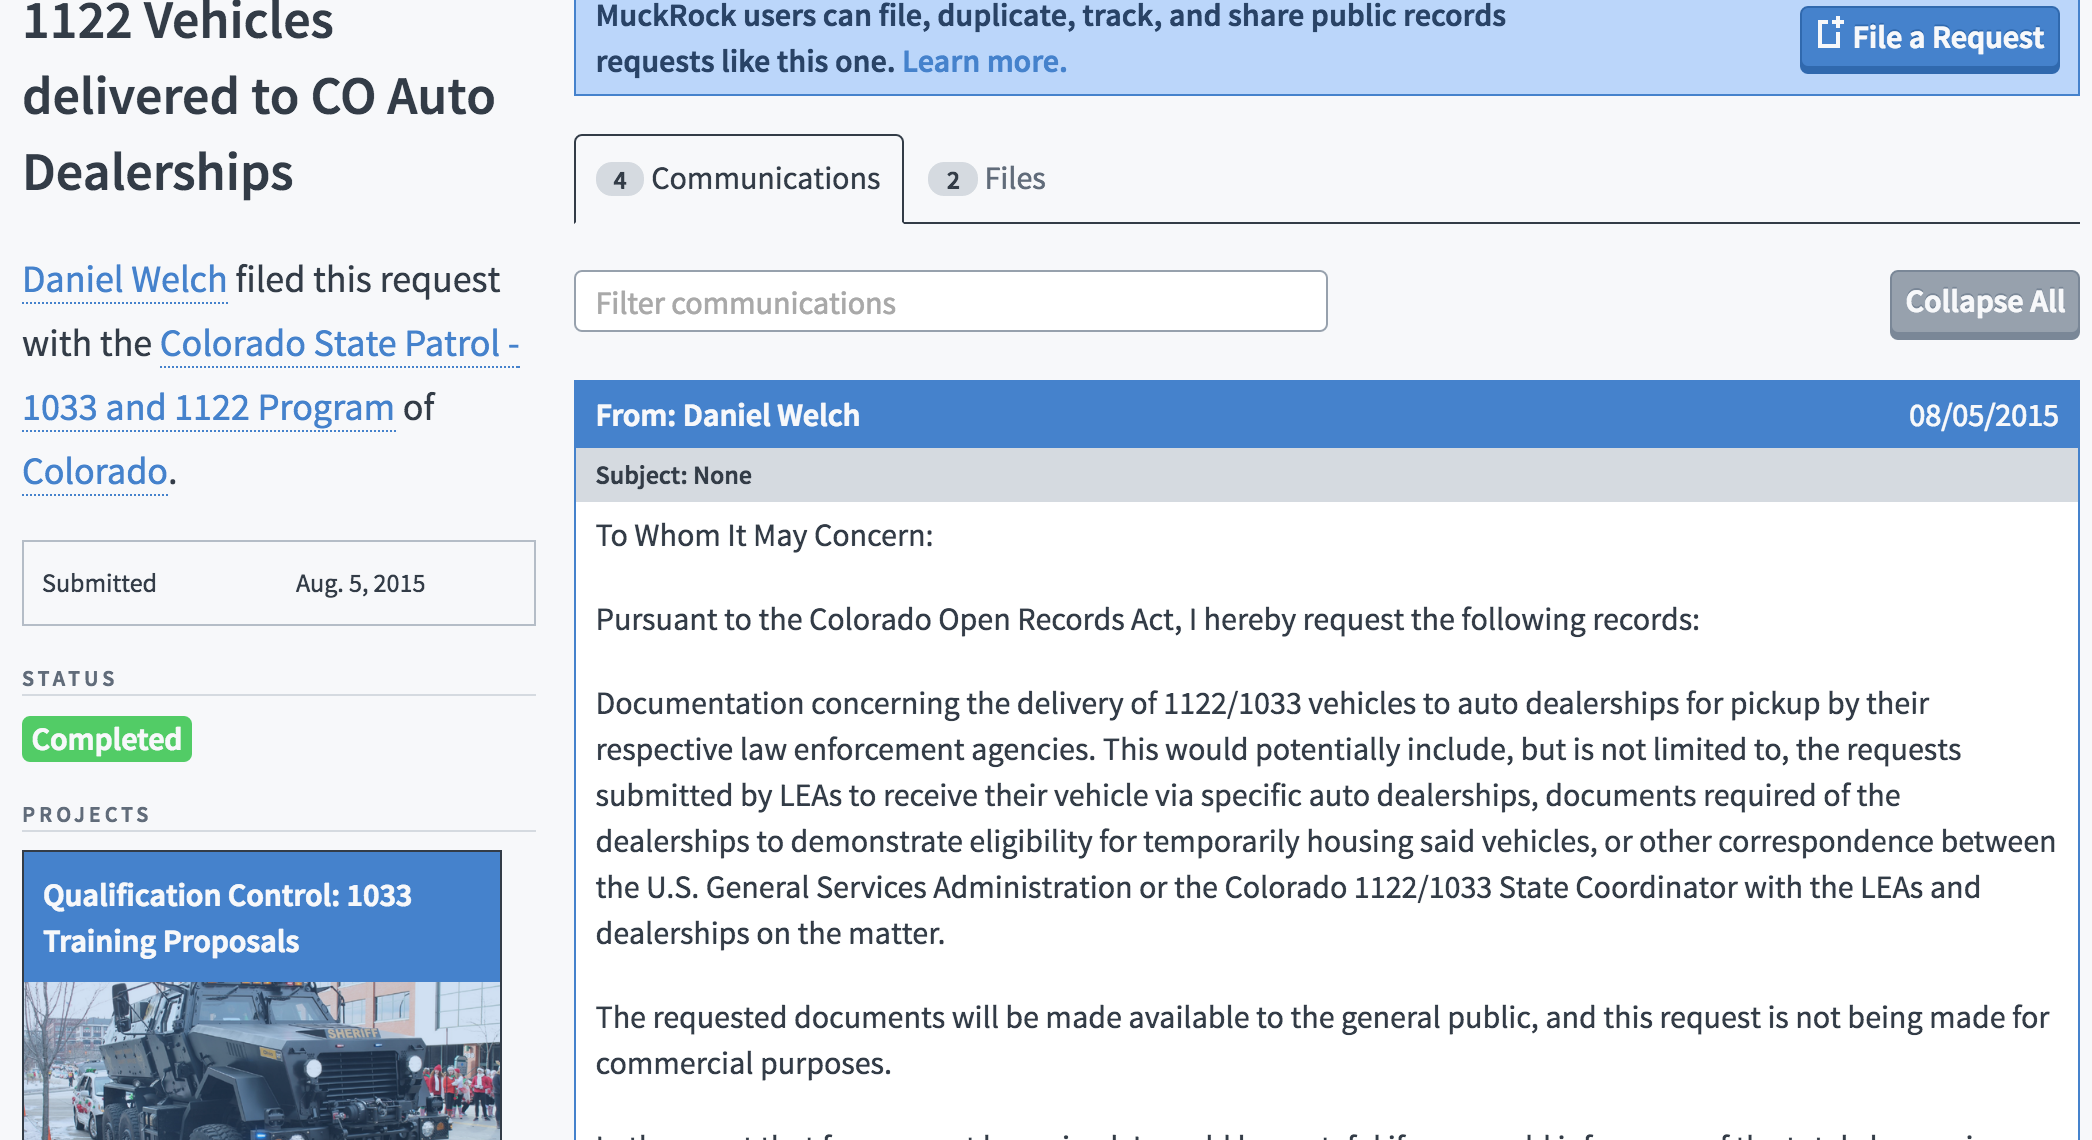 1122 Vehicles
delivered to CO Auto
Dealerships
Daniel Welch filed this request
with the Colorado State Patrol -
1033 and 1122 Program of
Colorado.
Submitted Aug. 5, 2015
STATUS
Completed
PROJECTS
Qualification Control: 1033
Training Proposals
SHERIFF
MuckRock users can file, duplicate, track, and share public records
requests like this one. Learn more.
File a Request
4 Communications
2 Files
Filter communications
Collapse All
From: Daniel Welch 08/05/2015
Subject: None
To Whom It May Concern:
Pursuant to the Colorado Open Records Act, I hereby request the following records:
Documentation concerning the delivery of 1122/1033 vehicles to auto dealerships for pickup by their
respective law enforcement agencies. This would potentially include, but is not limited to, the requests
submitted by LEAs to receive their vehicle via specific auto dealerships, documents required of the
dealerships to demonstrate eligibility for temporarily housing said vehicles, or other correspondence between
the U.S. General Services Administration or the Colorado 1122/1033 State Coordinator with the LEAs and
dealerships on the matter.
The requested documents will be made available to the general public, and this request is not being made for
commercial purposes.